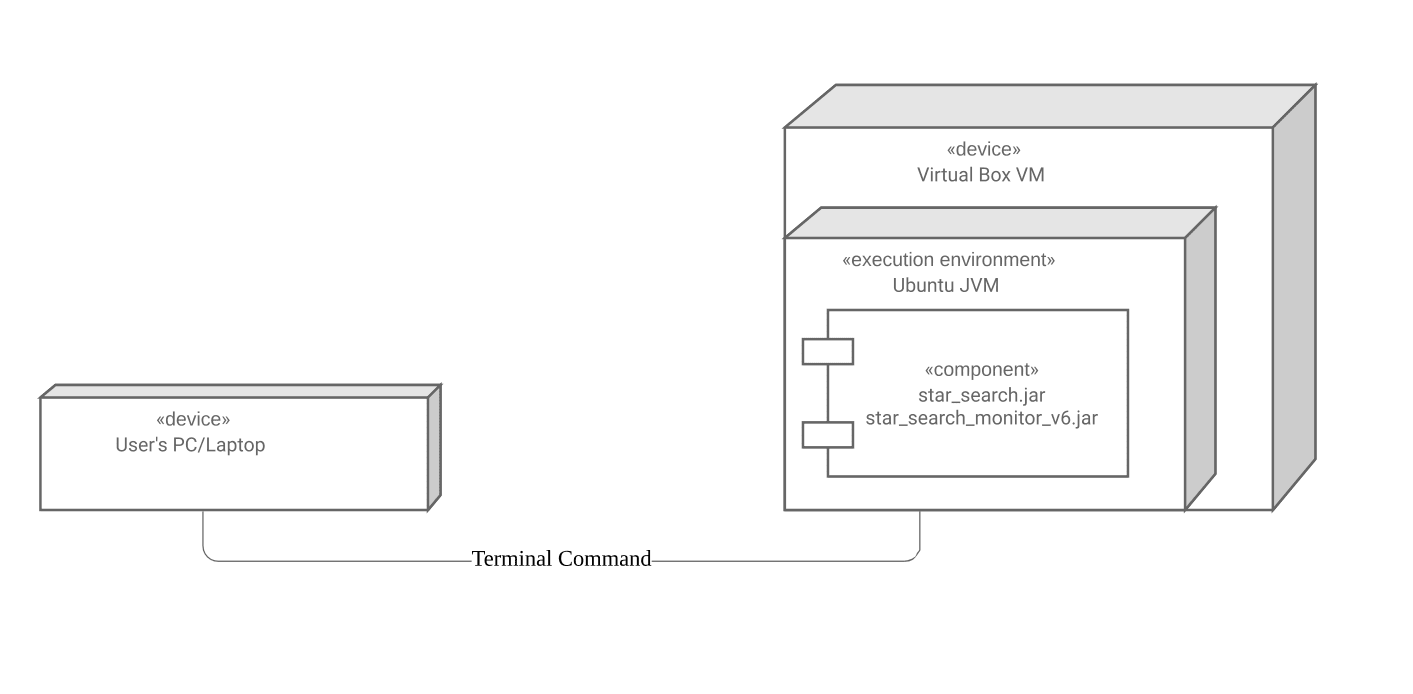 «device»
Virtual Box VM
«execution environment»
Ubuntu JVM
«component»
star_search.jar
star_search_monitor_v6.jar
«device»
User's PC/Laptop
Terminal Command